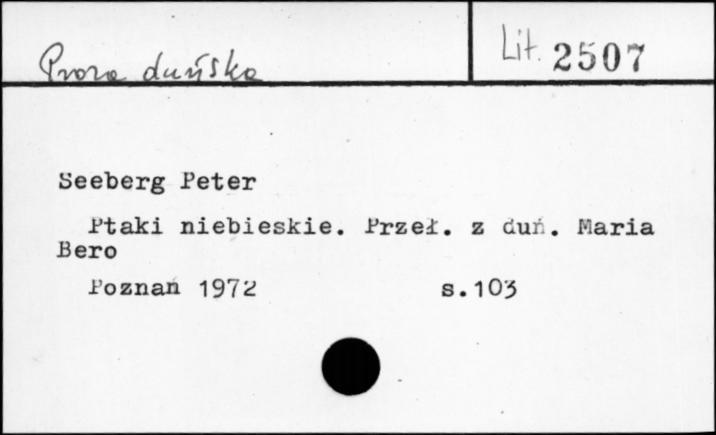 Proza duńska
Lit. 2507
Seeberg Peter
Ptaki niebieskie. Przeł. z duń. Maria
Bero
Poznań 1972 s.103